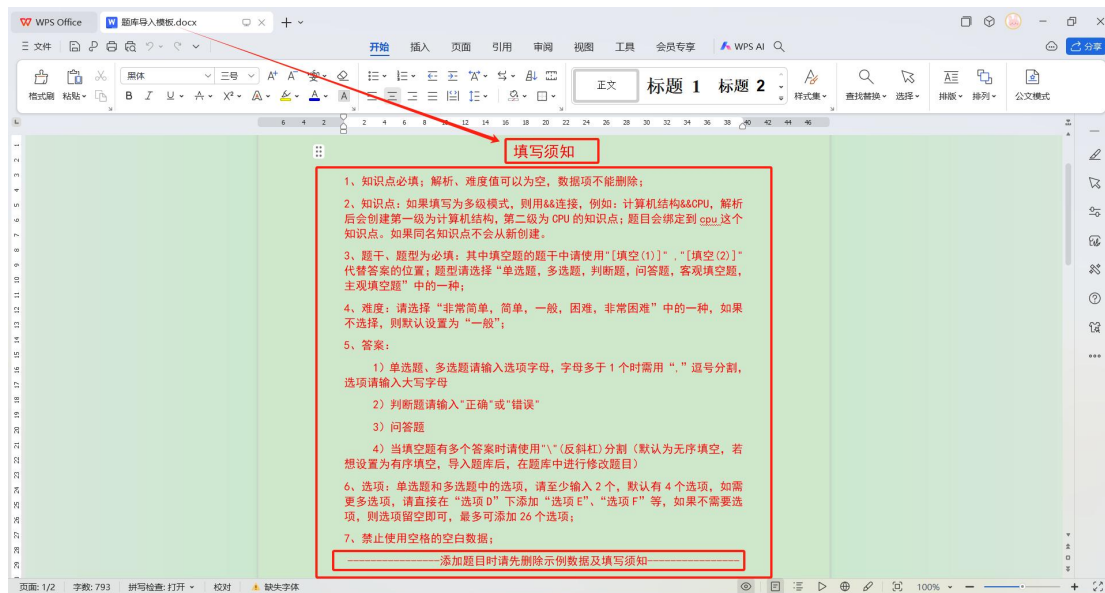 WPS Office 题库导入模板.docx
文件 开始 插入 页面 引用 审阅 视图 工具 会员专享 WPS AI 分享
格式刷 粘贴 黑体 三号 正文 标题 1 标题 2 样式集 查找替换 选择 排版 排列 公文模式
填写须知
1、知识点必填；解析、难度值可以为空，数据项不能删除；
2、知识点：如果填写为多级模式，则用&&连接，例如：计算机结构&&CPU，解析
后会创建第一级为计算机结构，第二级为 CPU 的知识点；题目会绑定到 cpu 这个
知识点。如果同名知识点不会从新创建。
3、题干、题型为必填：其中填空题的题干中请使用"[填空(1)]" ,"[填空(2)]"
代替答案的位置；题型请选择“单选题，多选题，判断题，问答题，客观填空题，
主观填空题”中的一种；
4、难度：请选择“非常简单，简单，一般，困难，非常困难”中的一种，如果
不选择，则默认设置为“一般”；
5、答案：
1）单选题、多选题请输入选项字母，字母多于 1 个时需用“,”逗号分割，
选项请输入大写字母
2）判断题请输入"正确"或"错误"
3）问答题
4）当填空题有多个答案时请使用"\"(反斜杠)分割（默认为无序填空，若
想设置为有序填空，导入题库后，在题库中进行修改题目）
6、选项：单选题和多选题中的选项，请至少输入 2 个，默认有 4 个选项，如需
更多选项，请直接在“选项 D”下添加“选项 E”、“选项 F”等，如果不需要选
项，则选项留空即可，最多可添加 26 个选项；
7、禁止使用空格的空白数据；
----------------添加题目时请先删除示例数据及填写须知----------------
页面: 1/2 字数: 793 拼写检查: 打开 校对 缺失字体 100%